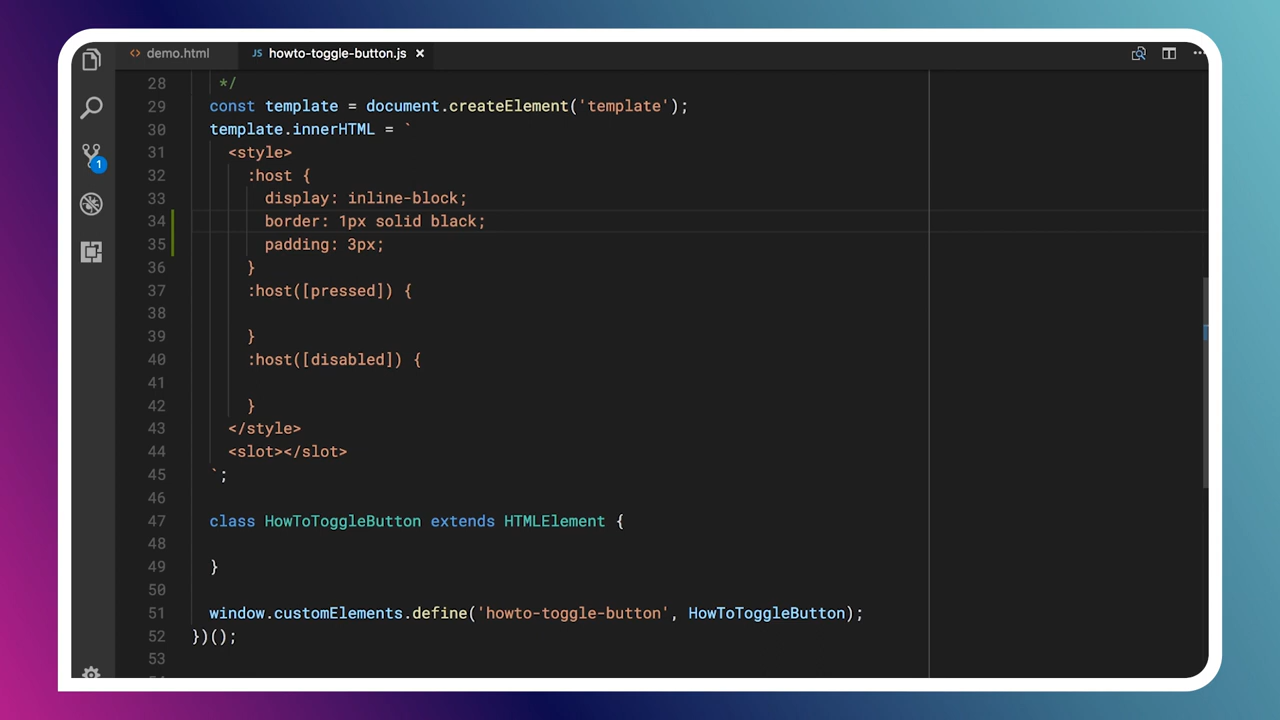 demo.html
JS howto-toggle-button.js ×
28 */
29 const template = document.createElement('template');
30 template.innerHTML = `
31 <style>
32 :host {
33 display: inline-block;
34 border: 1px solid black;
35 padding: 3px;
36 }
37 :host([pressed]) {
38
39 }
40 :host([disabled]) {
41
42 }
43 </style>
44 <slot></slot>
45 `;
46
47 class HowToToggleButton extends HTMLElement {
48
49 }
50
51 window.customElements.define('howto-toggle-button', HowToToggleButton);
52 })();
53
1